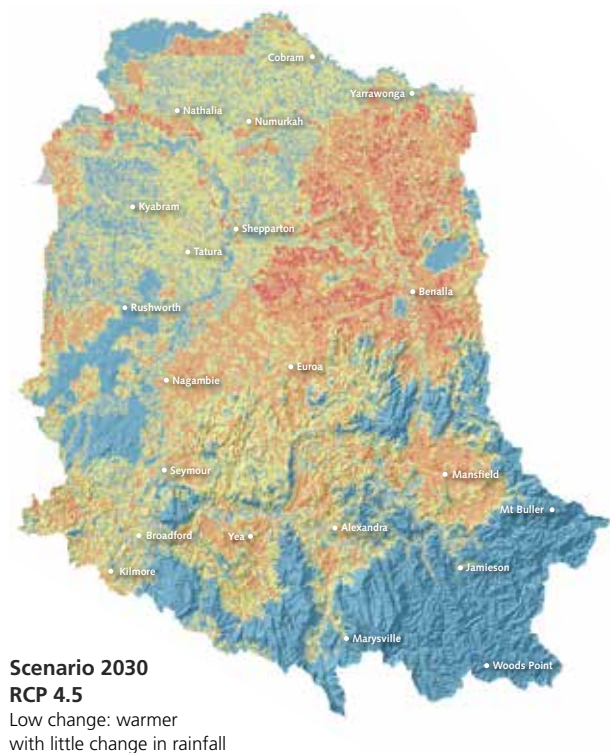 Cobram
Yarrawonga
Nathalia
Numurkah
Kyabram
Shepparton
Tatura
Benalla
Rushworth
Euroa
Nagambie
Seymour
Mansfield
Mt Buller
Alexandra
Broadford
Yea
Jamieson
Kilmore
Marysville
Woods Point
Scenario 2030
RCP 4.5
Low change: warmer
with little change in rainfall